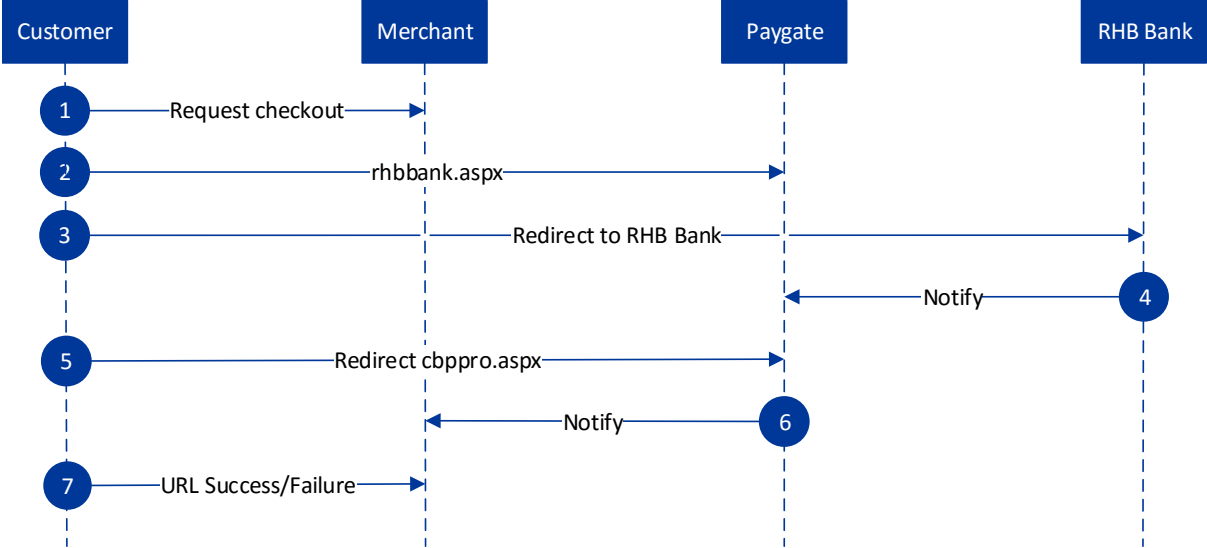 Customer
Merchant
Paygate
RHB Bank
1
Request checkout
2
rhbbank.aspx
3
Redirect to RHB Bank
Notify
4
5
Redirect cbppro.aspx
Notify
6
7
URL Success/Failure